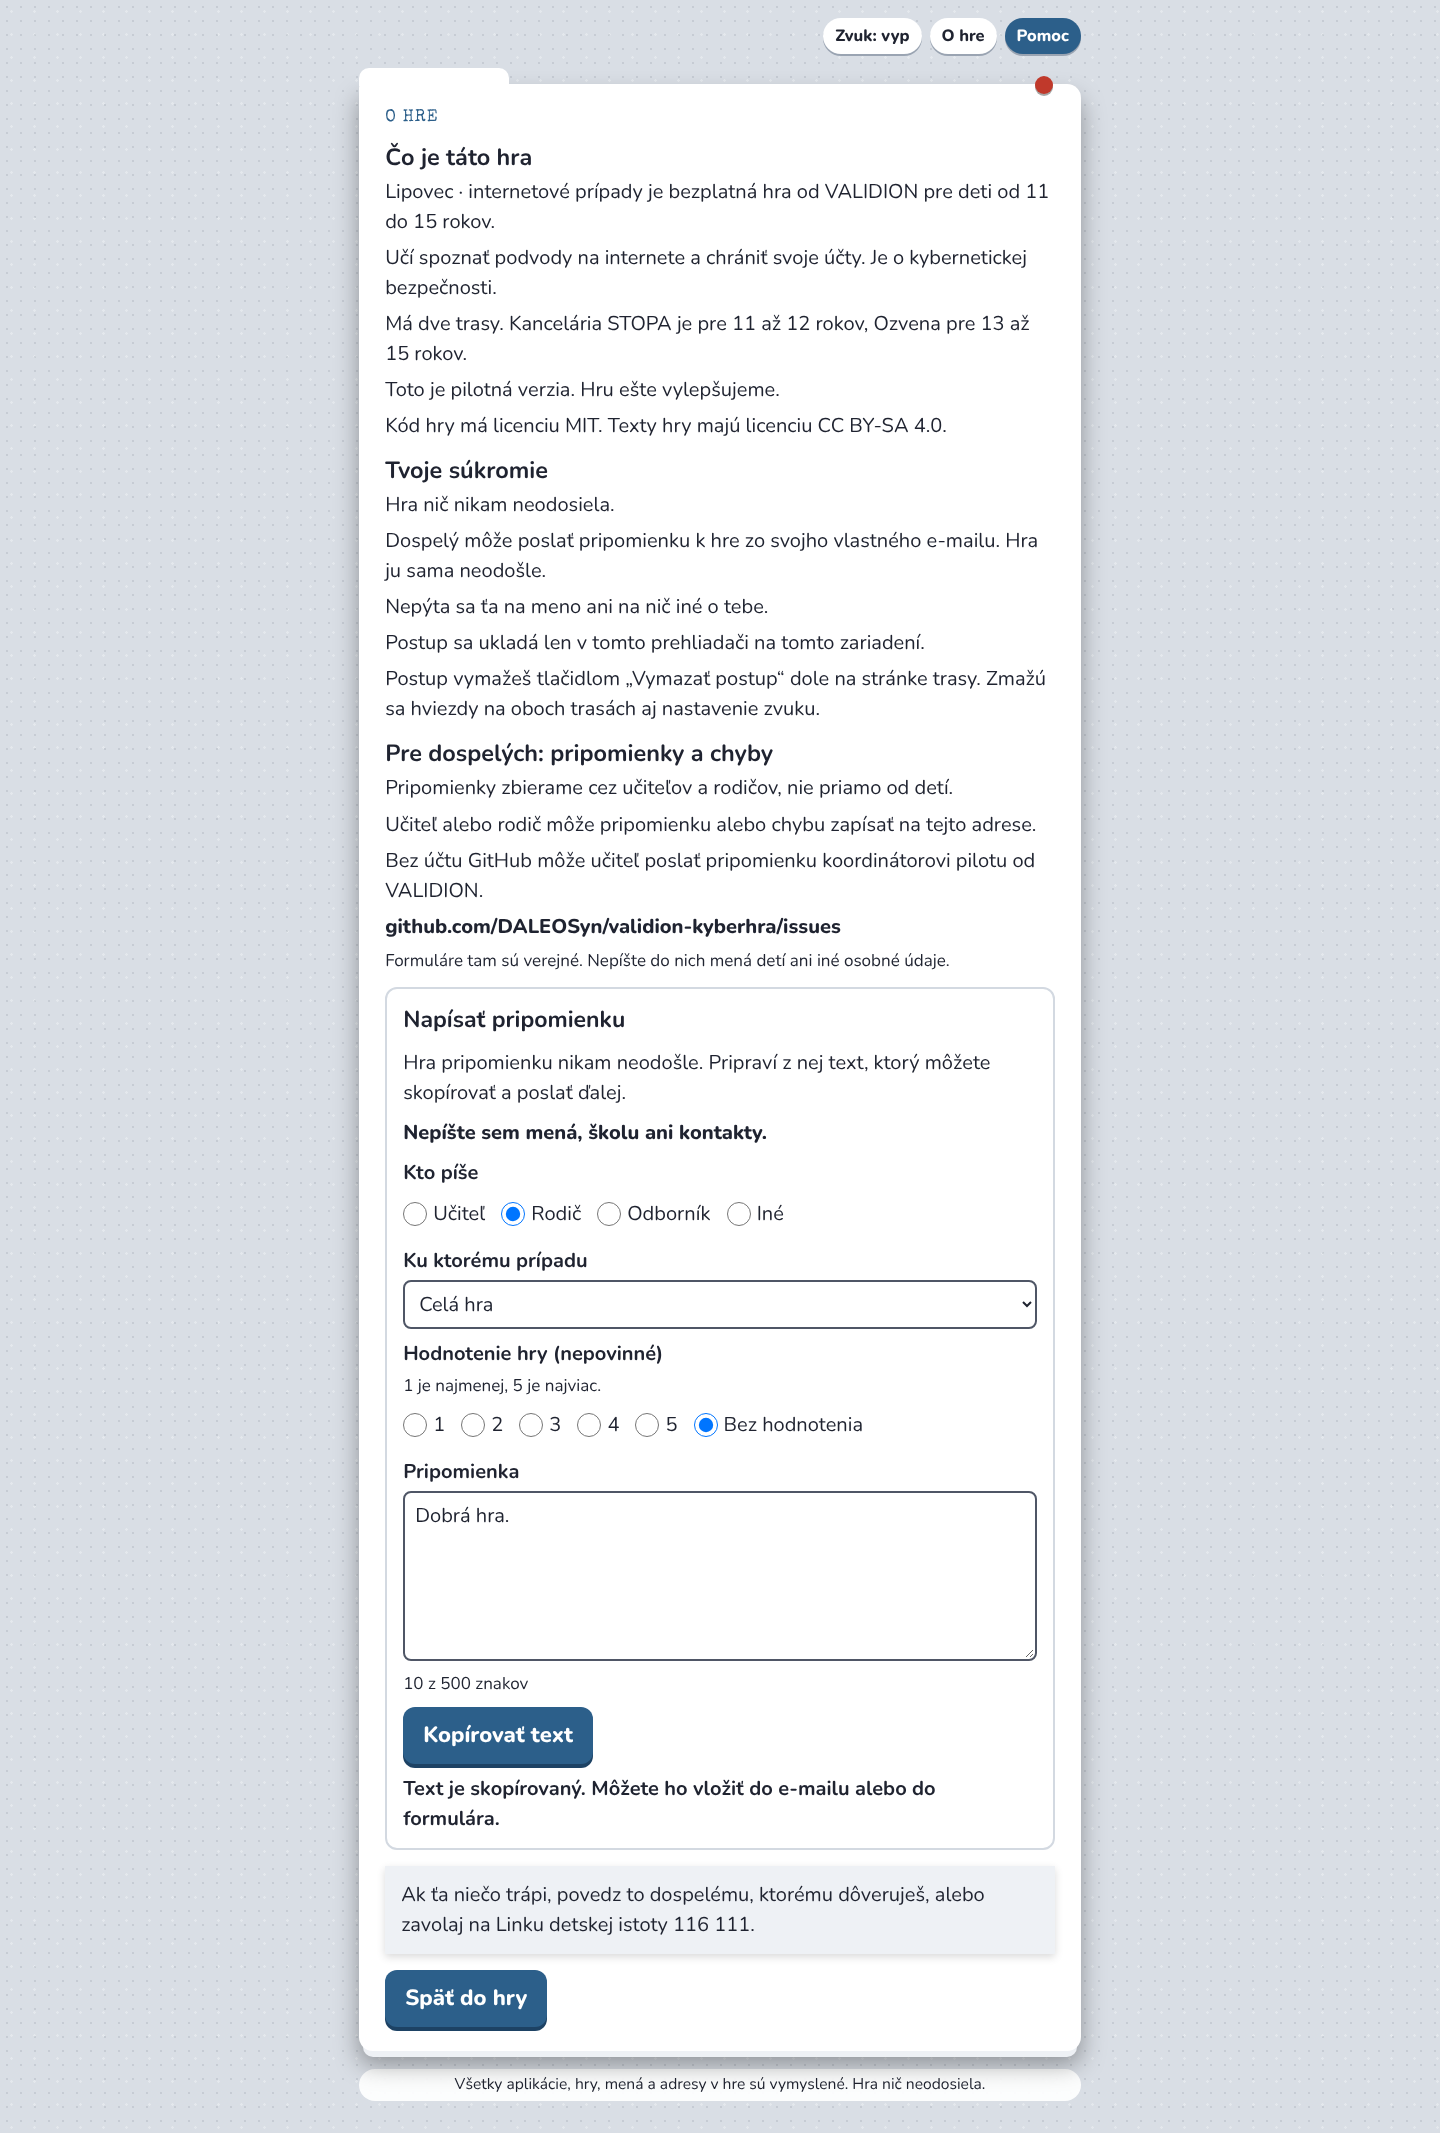 Zvuk: vyp
O hre
Pomoc
O HRE
Čo je táto hra
Lipovec · internetové prípady je bezplatná hra od VALIDION pre deti od 11
do 15 rokov.
Učí spoznať podvody na internete a chrániť svoje účty. Je o kybernetickej
bezpečnosti.
Má dve trasy. Kancelária STOPA je pre 11 až 12 rokov, Ozvena pre 13 až
15 rokov.
Toto je pilotná verzia. Hru ešte vylepšujeme.
Kód hry má licenciu MIT. Texty hry majú licenciu CC BY-SA 4.0.
Tvoje súkromie
Hra nič nikam neodosiela.
Dospelý môže poslať pripomienku k hre zo svojho vlastného e-mailu. Hra
ju sama neodošle.
Nepýta sa ťa na meno ani na nič iné o tebe.
Postup sa ukladá len v tomto prehliadači na tomto zariadení.
Postup vymažeš tlačidlom „Vymazať postup“ dole na stránke trasy. Zmažú
sa hviezdy na oboch trasách aj nastavenie zvuku.
Pre dospelých: pripomienky a chyby
Pripomienky zbierame cez učiteľov a rodičov, nie priamo od detí.
Učiteľ alebo rodič môže pripomienku alebo chybu zapísať na tejto adrese.
Bez účtu GitHub môže učiteľ poslať pripomienku koordinátorovi pilotu od
VALIDION.
github.com/DALEOSyn/validion-kyberhra/issues
Formuláre tam sú verejné. Nepíšte do nich mená detí ani iné osobné údaje.
Napísať pripomienku
Hra pripomienku nikam neodošle. Pripraví z nej text, ktorý môžete
skopírovať a poslať ďalej.
Nepíšte sem mená, školu ani kontakty.
Kto píše
Učiteľ Rodič Odborník Iné
Ku ktorému prípadu
Celá hra
Hodnotenie hry (nepovinné)
1 je najmenej, 5 je najviac.
1 2 3 4 5 Bez hodnotenia
Pripomienka
Dobrá hra.
10 z 500 znakov
Kopírovať text
Text je skopírovaný. Môžete ho vložiť do e-mailu alebo do
formulára.
Ak ťa niečo trápi, povedz to dospelému, ktorému dôveruješ, alebo
zavolaj na Linku detskej istoty 116 111.
Späť do hry
Všetky aplikácie, hry, mená a adresy v hre sú vymyslené. Hra nič neodosiela.